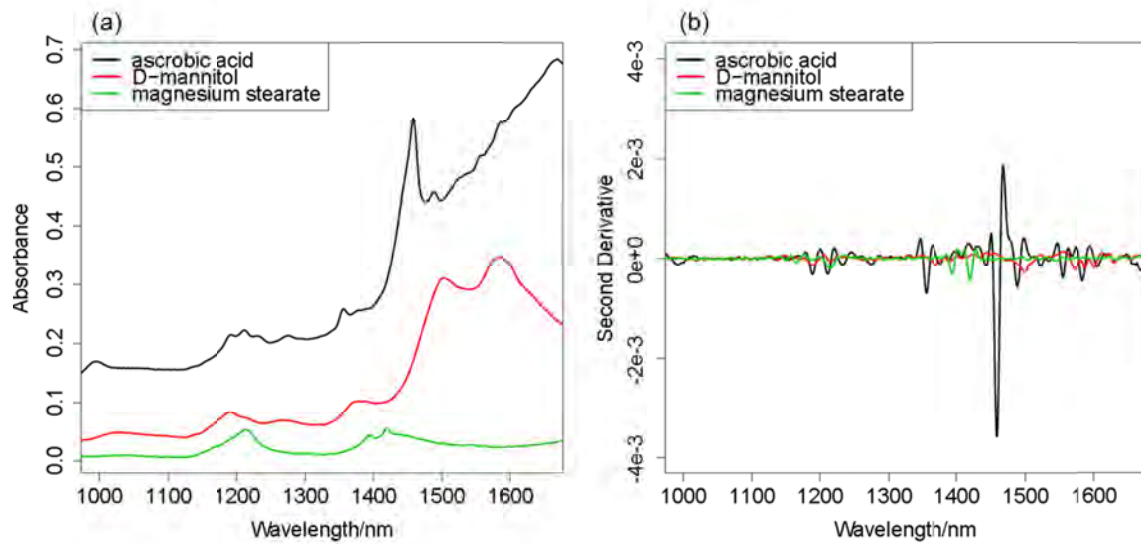 (a)
0.7
0.6
0.5
0.4
0.3
0.2
0.1
0.0
Absorbance
ascrobic acid
D-mannitol
magnesium stearate
1000 1100 1200 1300 1400 1500 1600
Wavelength/nm
(b)
4e-3
2e-3
0e+0
-2e-3
-4e-3
Second Derivative
ascrobic acid
D-mannitol
magnesium stearate
1000 1100 1200 1300 1400 1500 1600
Wavelength/nm